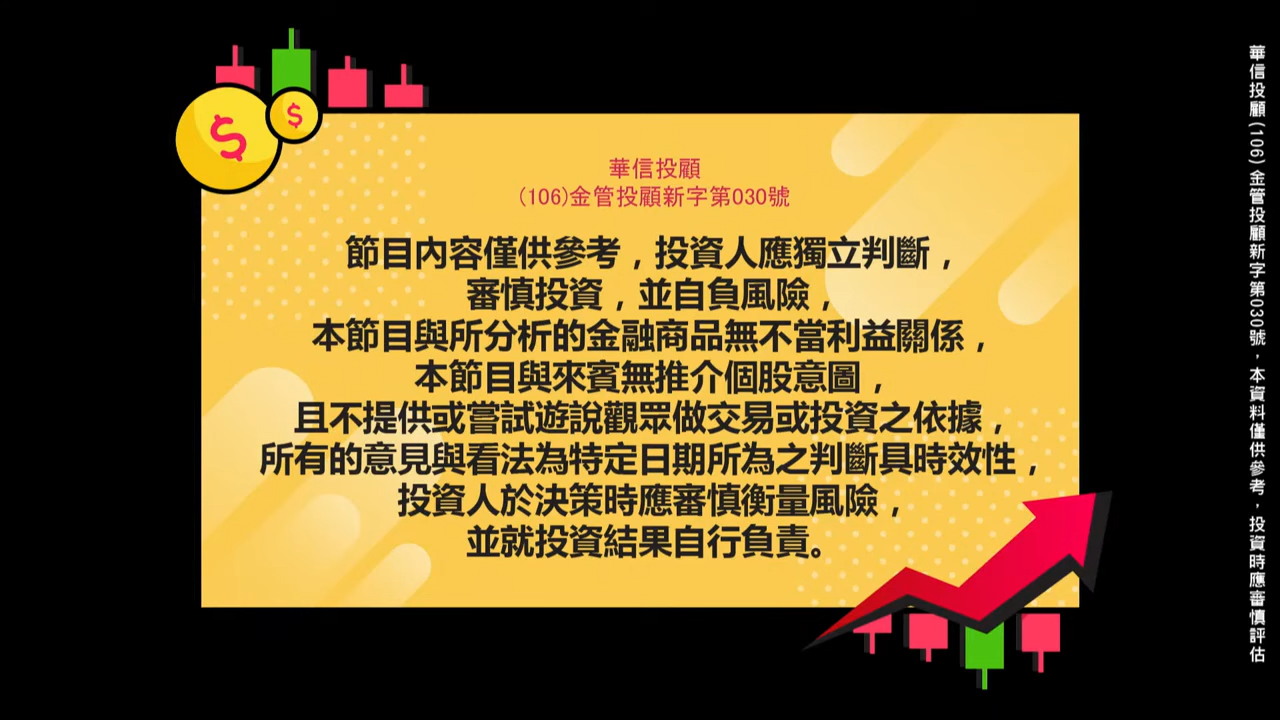 華信投顧
(106)金管投顧新字第030號
節目內容僅供參考，投資人應獨立判斷，
審慎投資，並自負風險，
本節目與所分析的金融商品無不當利益關係，
本節目與來賓無推介個股意圖，
且不提供或嘗試遊說觀眾做交易或投資之依據，
所有的意見與看法為特定日期所為之判斷具時效性，
投資人於決策時應審慎衡量風險，
並就投資結果自行負責。
華信投顧(106)金管投顧新字第030號，本資料僅供參考，投資時應審慎評估
$
$